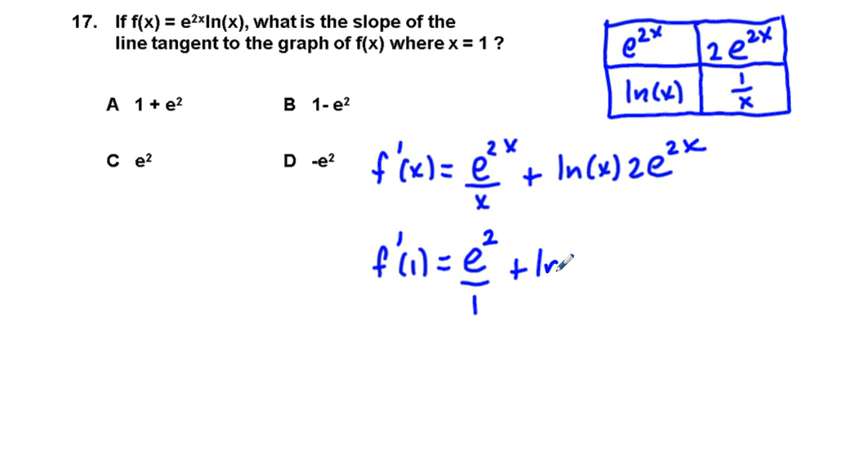 17. If f(x) = e²ˣln(x), what is the slope of the
line tangent to the graph of f(x) where x = 1 ?
e²ˣ 2e²ˣ
ln(x) 1/x
A 1 + e² B 1- e²
C e² D -e²
f'(x) = e²ˣ/x + ln(x) 2e²ˣ
f'(1) = e²/1 + ln